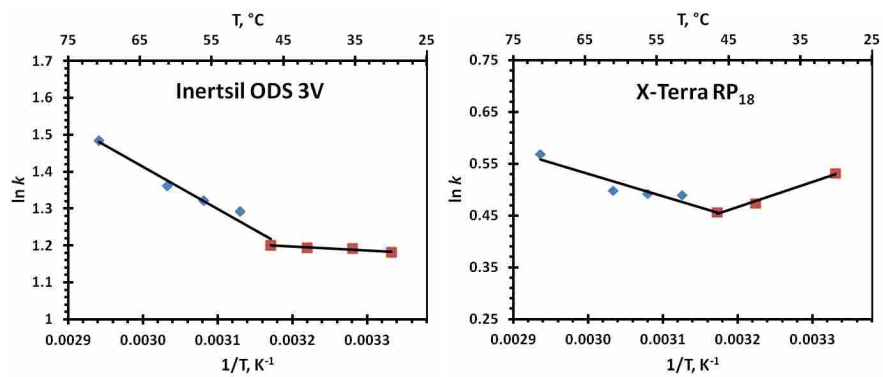 T, °C
75 65 55 45 35 25
Inertsil ODS 3V
1.7
1.6
1.5
1.4
1.3
1.2
1.1
1
ln k
0.0029 0.0030 0.0031 0.0032 0.0033
1/T, K⁻¹
T, °C
75 65 55 45 35 25
X-Terra RP₁₈
0.75
0.65
0.55
0.45
0.35
0.25
ln k
0.0029 0.0030 0.0031 0.0032 0.0033
1/T, K⁻¹